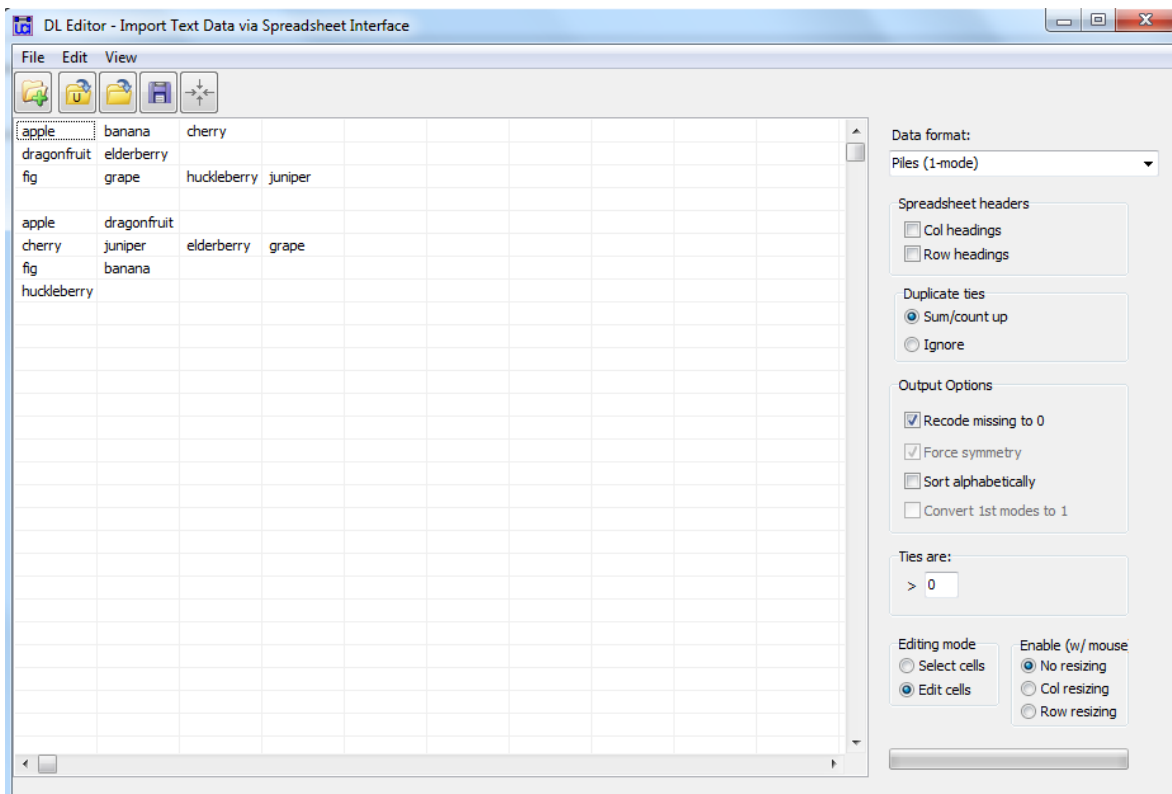 DL Editor - Import Text Data via Spreadsheet Interface
File Edit View
U
apple banana cherry
dragonfruit elderberry
fig grape huckleberry juniper
apple dragonfruit
cherry juniper elderberry grape
fig banana
huckleberry
Data format:
Piles (1-mode)
Spreadsheet headers
Col headings
Row headings
Duplicate ties
Sum/count up
Ignore
Output Options
Recode missing to 0
Force symmetry
Sort alphabetically
Convert 1st modes to 1
Ties are:
> 0
Editing mode
Select cells
Edit cells
Enable (w/ mouse
No resizing
Col resizing
Row resizing